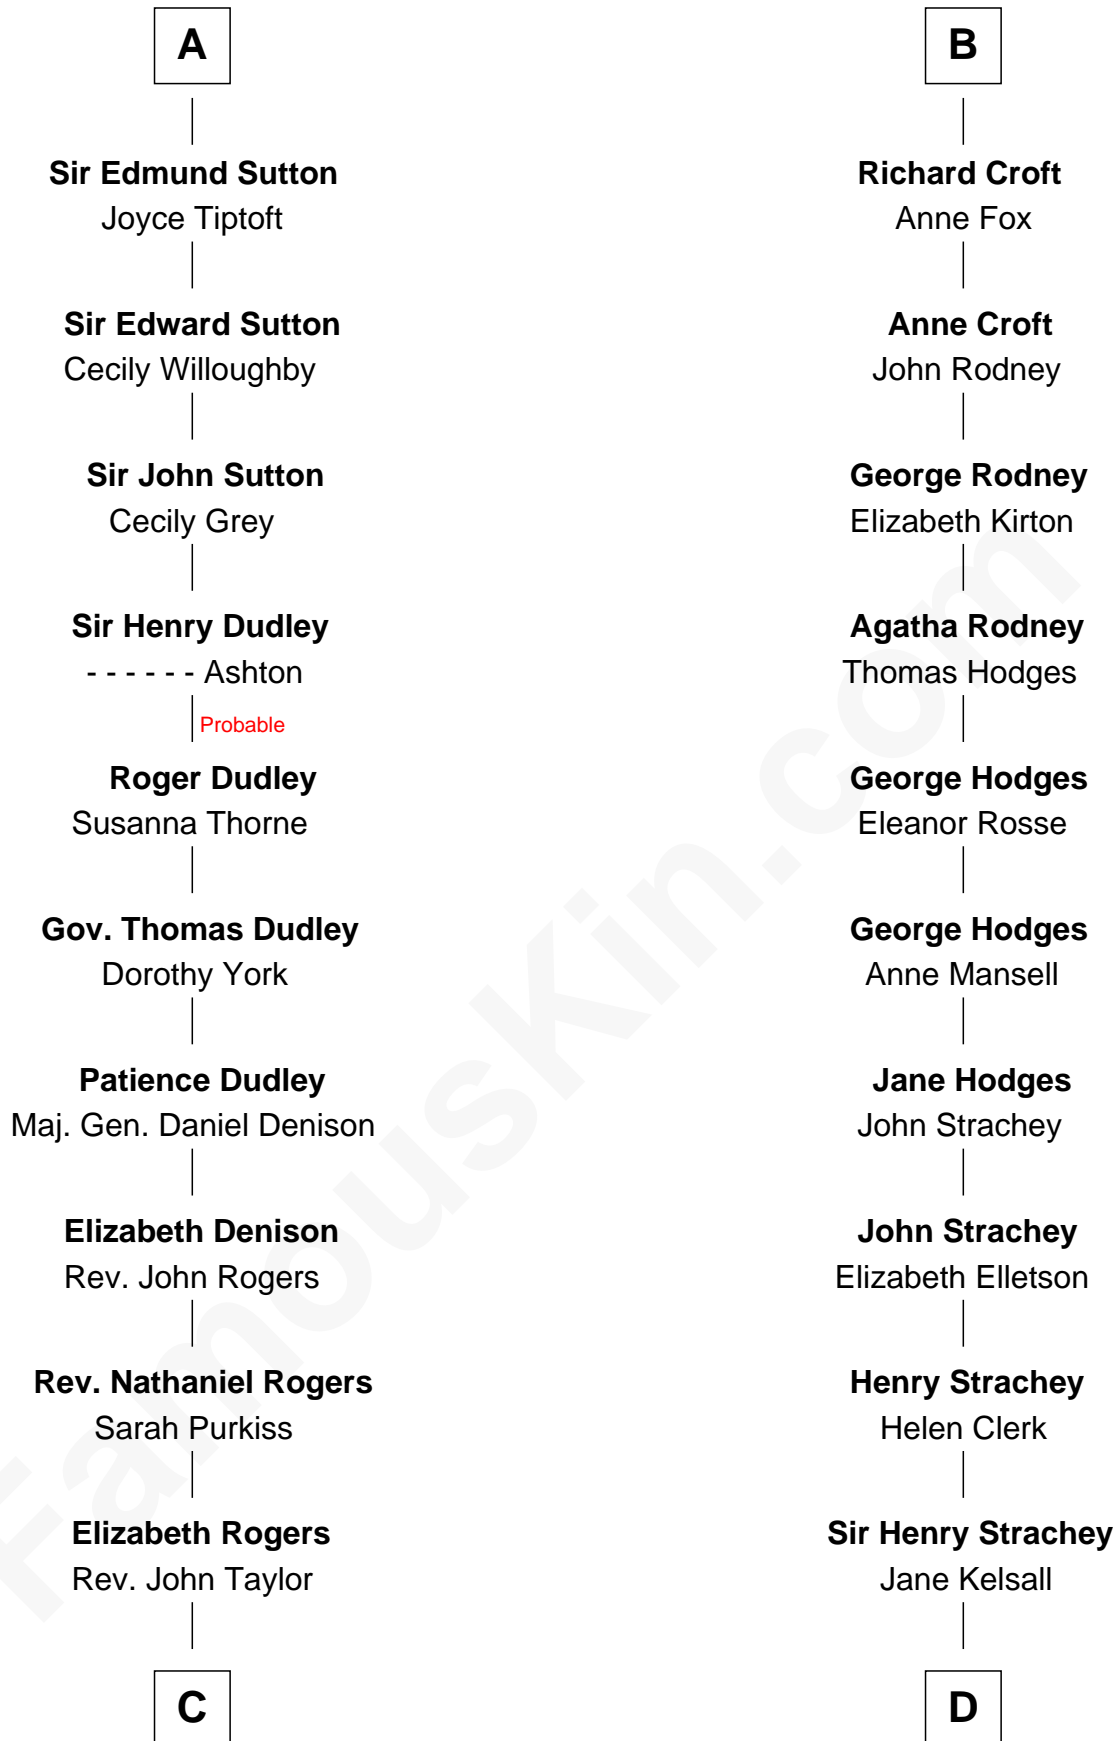 A
Sir Edmund Sutton
Joyce Tiptoft
Sir Edward Sutton
Cecily Willoughby
Sir John Sutton
Cecily Grey
Sir Henry Dudley
- - - - - - Ashton
Probable
Roger Dudley
Susanna Thorne
Gov. Thomas Dudley
Dorothy York
Patience Dudley
Maj. Gen. Daniel Denison
Elizabeth Denison
Rev. John Rogers
Rev. Nathaniel Rogers
Sarah Purkiss
Elizabeth Rogers
Rev. John Taylor
C
B
Richard Croft
Anne Fox
Anne Croft
John Rodney
George Rodney
Elizabeth Kirton
Agatha Rodney
Thomas Hodges
George Hodges
Eleanor Rosse
George Hodges
Anne Mansell
Jane Hodges
John Strachey
John Strachey
Elizabeth Elletson
Henry Strachey
Helen Clerk
Sir Henry Strachey
Jane Kelsall
D
FamousKin.com